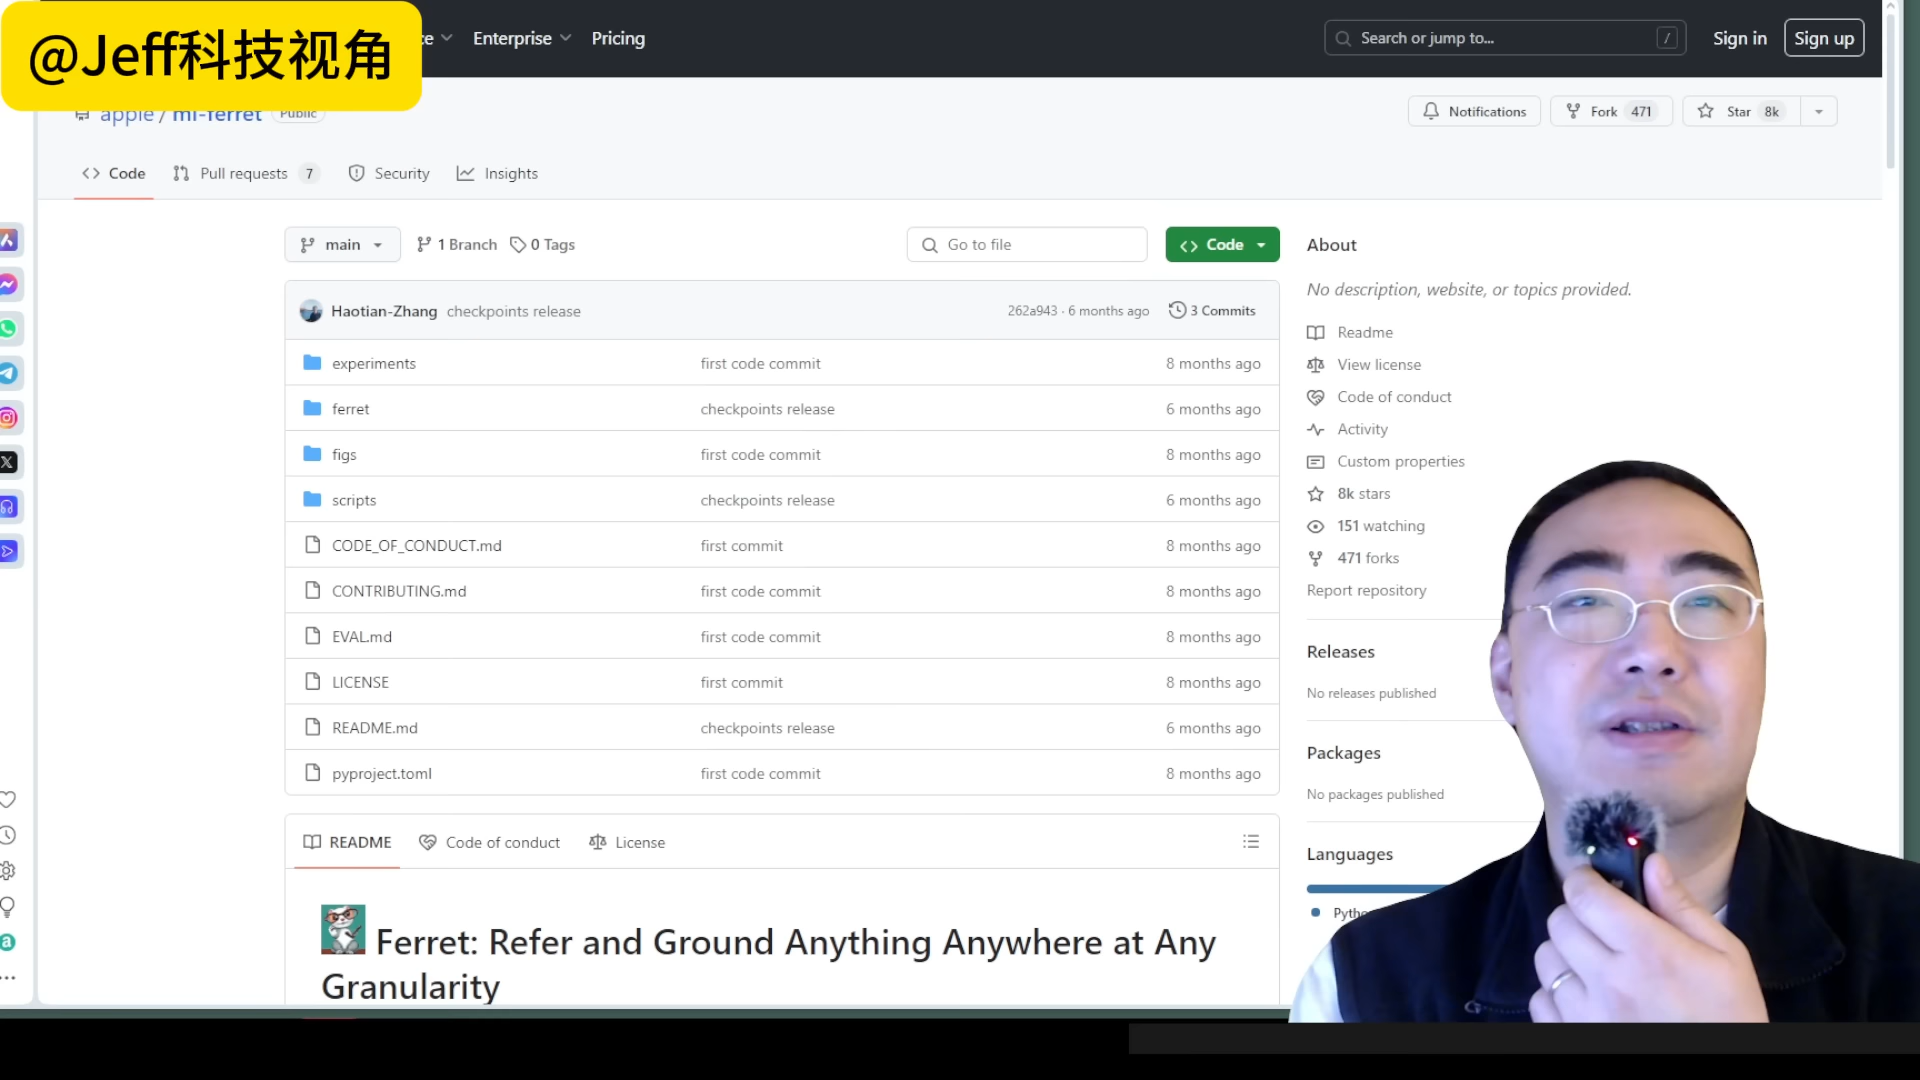 @Jeff科技视角
Enterprise
Pricing
Search or jump to...
/
Sign in
Sign up
apple / ml-ferret
Public
Notifications
Fork 471
Star 8k
Code
Pull requests 7
Security
Insights
main
1 Branch
0 Tags
Go to file
Code
About
No description, website, or topics provided.
Haotian-Zhang checkpoints release
262a943 · 6 months ago
3 Commits
experiments first code commit 8 months ago
ferret checkpoints release 6 months ago
figs first code commit 8 months ago
scripts checkpoints release 6 months ago
CODE_OF_CONDUCT.md first commit 8 months ago
CONTRIBUTING.md first code commit 8 months ago
EVAL.md first code commit 8 months ago
LICENSE first commit 8 months ago
README.md checkpoints release 6 months ago
pyproject.toml first code commit 8 months ago
Readme
View license
Code of conduct
Activity
Custom properties
8k stars
151 watching
471 forks
Report repository
Releases
No releases published
Packages
No packages published
Languages
README
Code of conduct
License
Ferret: Refer and Ground Anything Anywhere at Any
Granularity